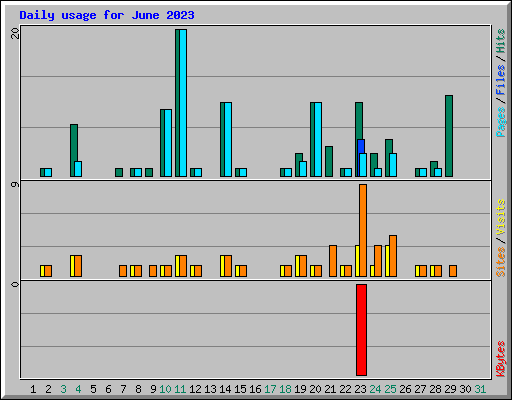 Daily usage for June 2023
20
9
0
Pages / Files / Hits
Sites / Visits
KBytes
1 2 3 4 5 6 7 8 9 10 11 12 13 14 15 16 17 18 19 20 21 22 23 24 25 26 27 28 29 30 31